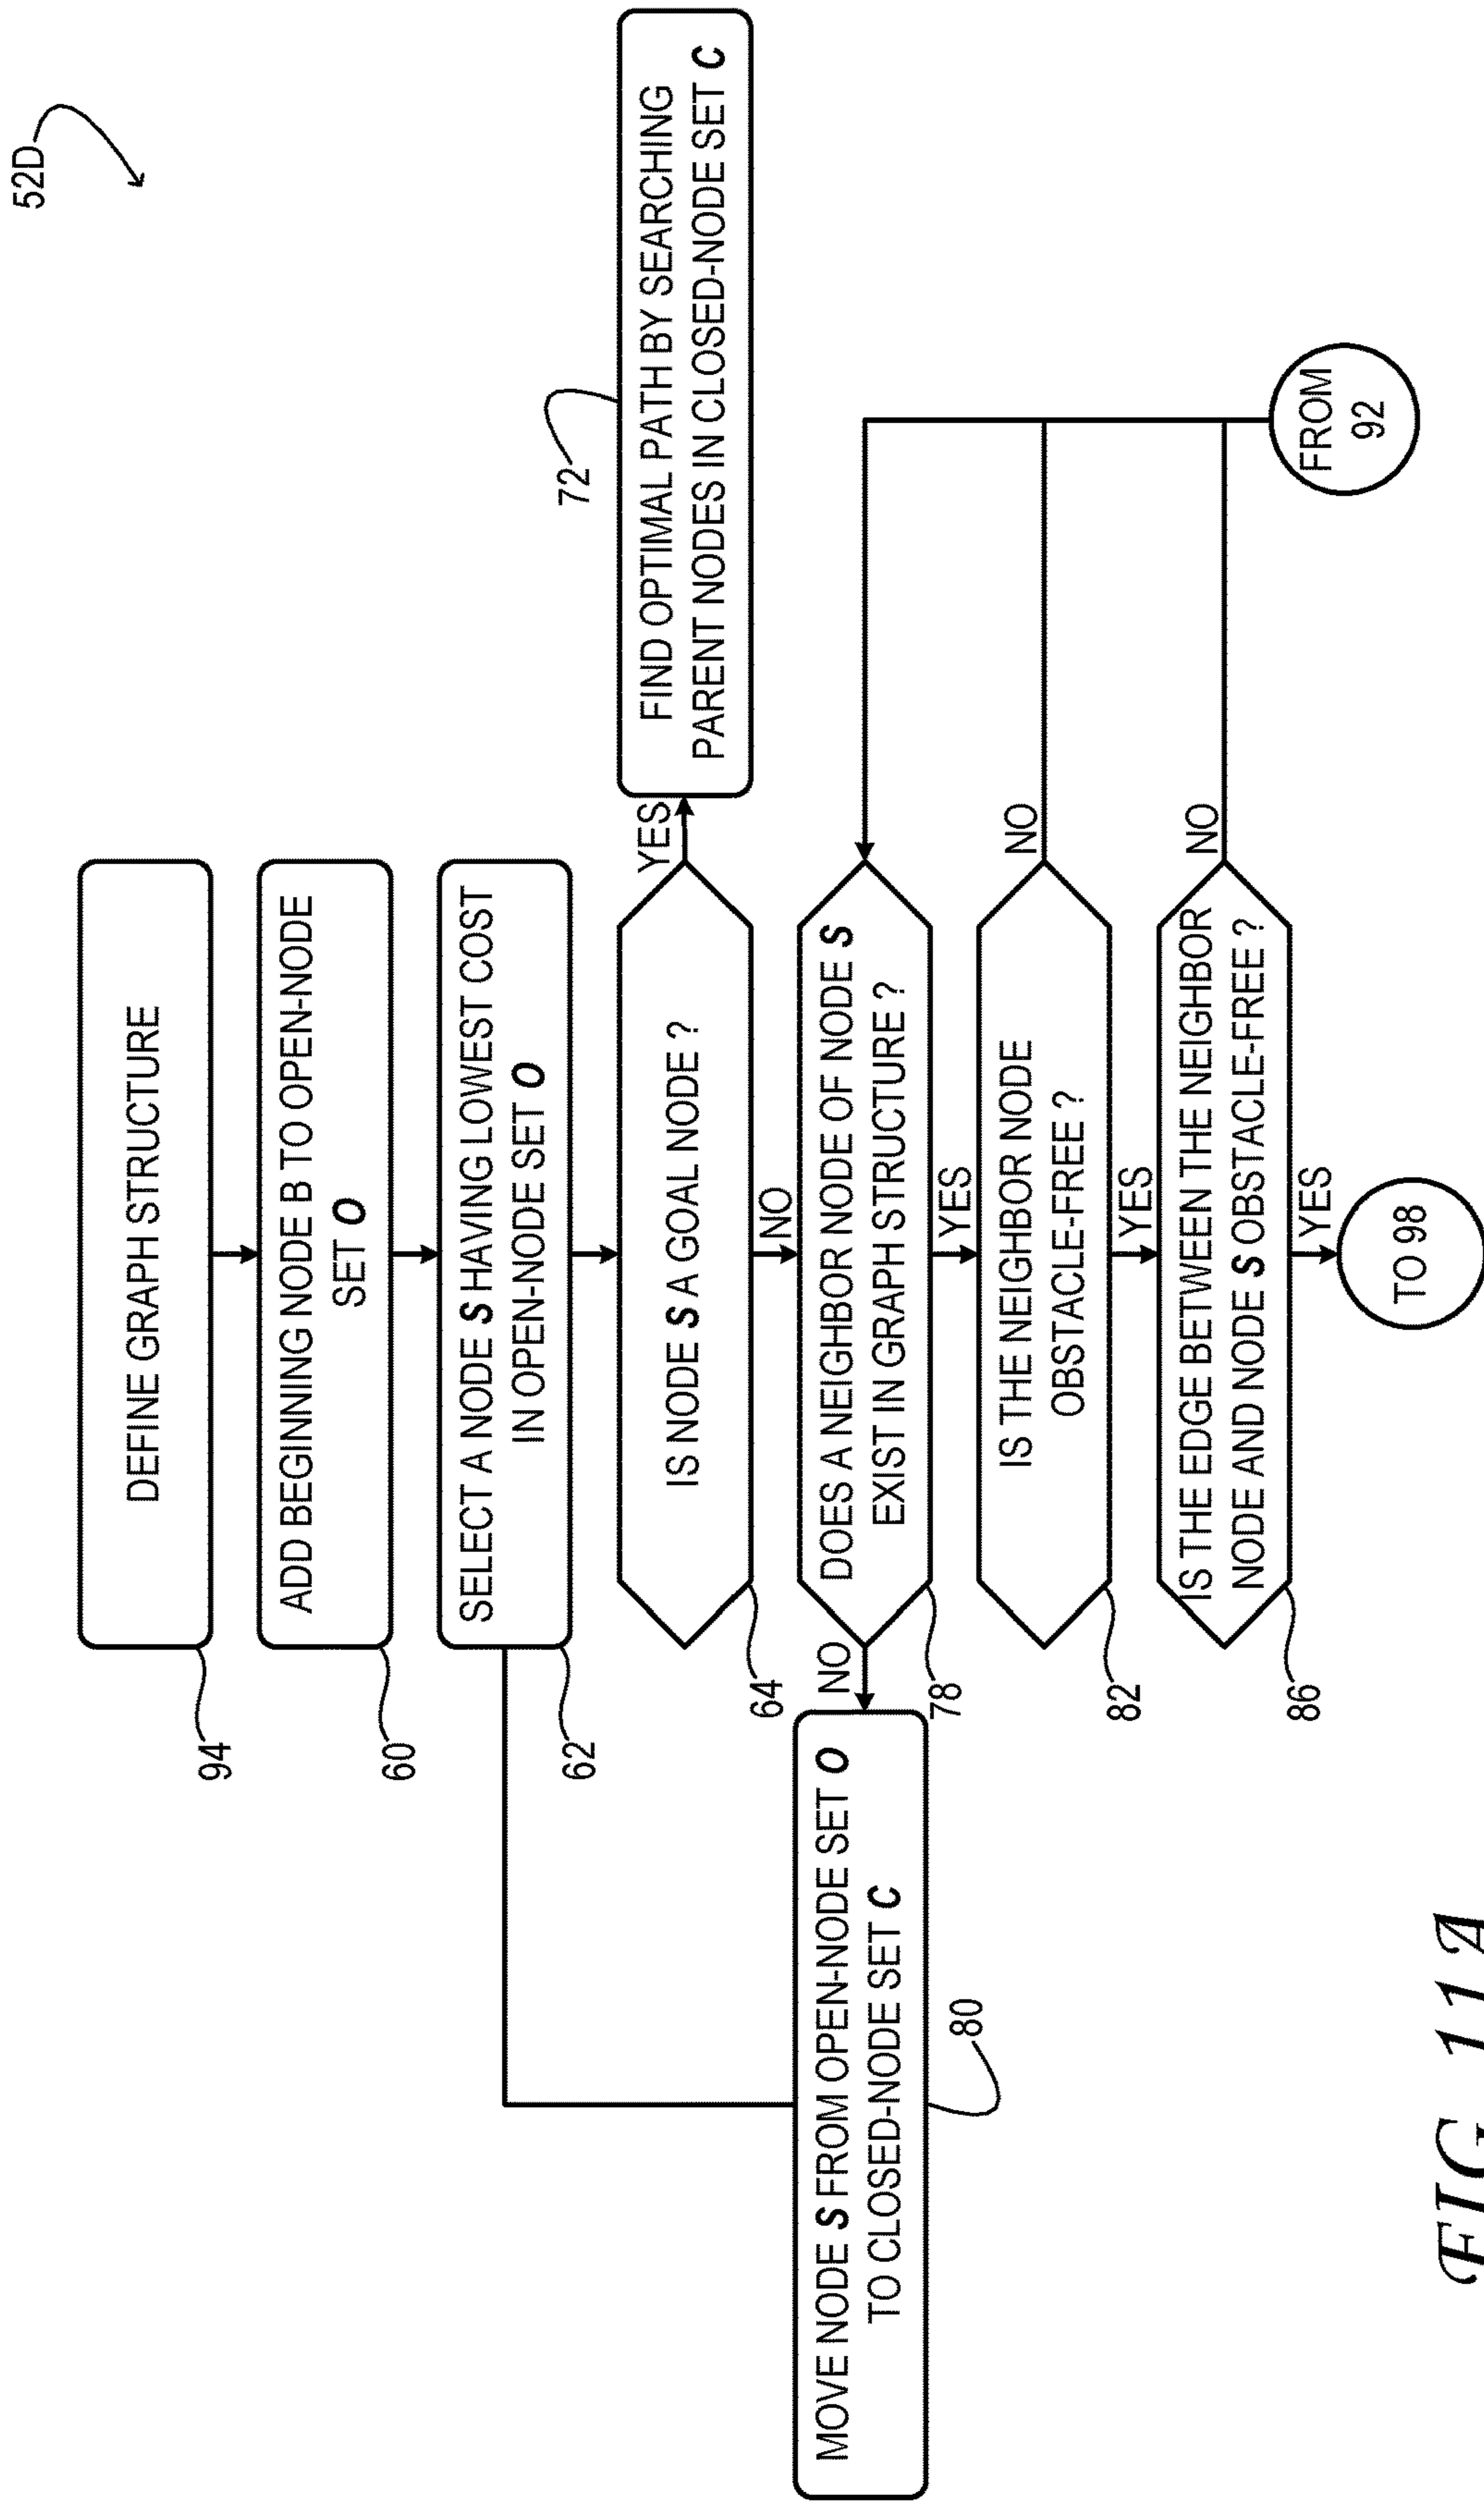 52D
DEFINE GRAPH STRUCTURE
94
ADD BEGINNING NODE B TO OPEN-NODE
SET O
60
SELECT A NODE S HAVING LOWEST COST
IN OPEN-NODE SET O
62
IS NODE S A GOAL NODE ?
64
YES
FIND OPTIMAL PATH BY SEARCHING
PARENT NODES IN CLOSED-NODE SET C
72
NO
DOES A NEIGHBOR NODE OF NODE S
EXIST IN GRAPH STRUCTURE ?
78
NO
MOVE NODE S FROM OPEN-NODE SET O
TO CLOSED-NODE SET C
80
YES
IS THE NEIGHBOR NODE
OBSTACLE-FREE ?
82
NO
YES
IS THE EDGE BETWEEN THE NEIGHBOR
NODE AND NODE S OBSTACLE-FREE ?
86
NO
YES
FROM
92
TO 98
FIG 11A